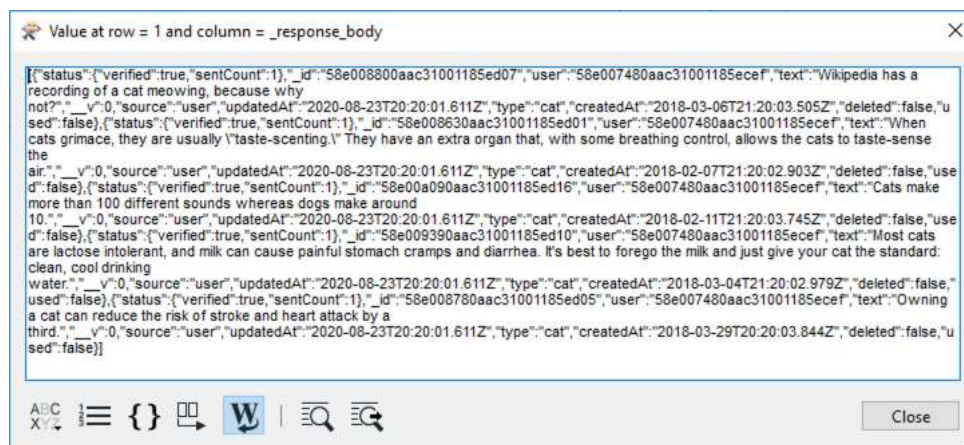 Value at row = 1 and column = _response_body
[{"status":{"verified":true,"sentCount":1},"_id":"58e008800aac31001185ed07","user":"58e007480aac31001185ecef","text":"Wikipedia has a
recording of a cat meowing, because why
not?","__v":0,"source":"user","updatedAt":"2020-08-23T20:20:01.611Z","type":"cat","createdAt":"2018-03-06T21:20:03.505Z","deleted":false,"u
sed":false},{"status":{"verified":true,"sentCount":1},"_id":"58e008630aac31001185ed01","user":"58e007480aac31001185ecef","text":"When
cats grimace, they are usually \"taste-scenting.\" They have an extra organ that, with some breathing control, allows the cats to taste-sense
the
air.","__v":0,"source":"user","updatedAt":"2020-08-23T20:20:01.611Z","type":"cat","createdAt":"2018-02-07T21:20:02.903Z","deleted":false,"use
d":false},{"status":{"verified":true,"sentCount":1},"_id":"58e00a090aac31001185ed16","user":"58e007480aac31001185ecef","text":"Cats make
more than 100 different sounds whereas dogs make around
10.","__v":0,"source":"user","updatedAt":"2020-08-23T20:20:01.611Z","type":"cat","createdAt":"2018-02-11T21:20:03.745Z","deleted":false,"use
d":false},{"status":{"verified":true,"sentCount":1},"_id":"58e009390aac31001185ed10","user":"58e007480aac31001185ecef","text":"Most cats
are lactose intolerant, and milk can cause painful stomach cramps and diarrhea. It's best to forego the milk and just give your cat the standard:
clean, cool drinking
water.","__v":0,"source":"user","updatedAt":"2020-08-23T20:20:01.611Z","type":"cat","createdAt":"2018-03-04T21:20:02.979Z","deleted":false,"
used":false},{"status":{"verified":true,"sentCount":1},"_id":"58e008780aac31001185ed05","user":"58e007480aac31001185ecef","text":"Owning
a cat can reduce the risk of stroke and heart attack by a
third.","__v":0,"source":"user","updatedAt":"2020-08-23T20:20:01.611Z","type":"cat","createdAt":"2018-03-29T20:20:03.844Z","deleted":false,"u
sed":false}]
Close